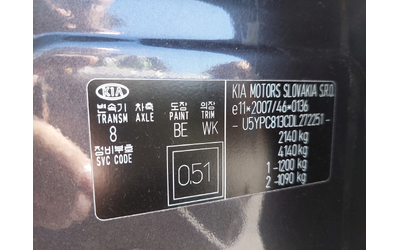 KIA
변속기 차축 도장 의장
TRANSM AXLE PAINT TRIM
8 BE WK
정비부호
SVC CODE
0.51
KIA MOTORS SLOVAKIA S.R.O.
e11*2007/46*0136
U5YPC813CDL272251
2140 kg
4140 kg
1 -1200 kg
2 -1090 kg